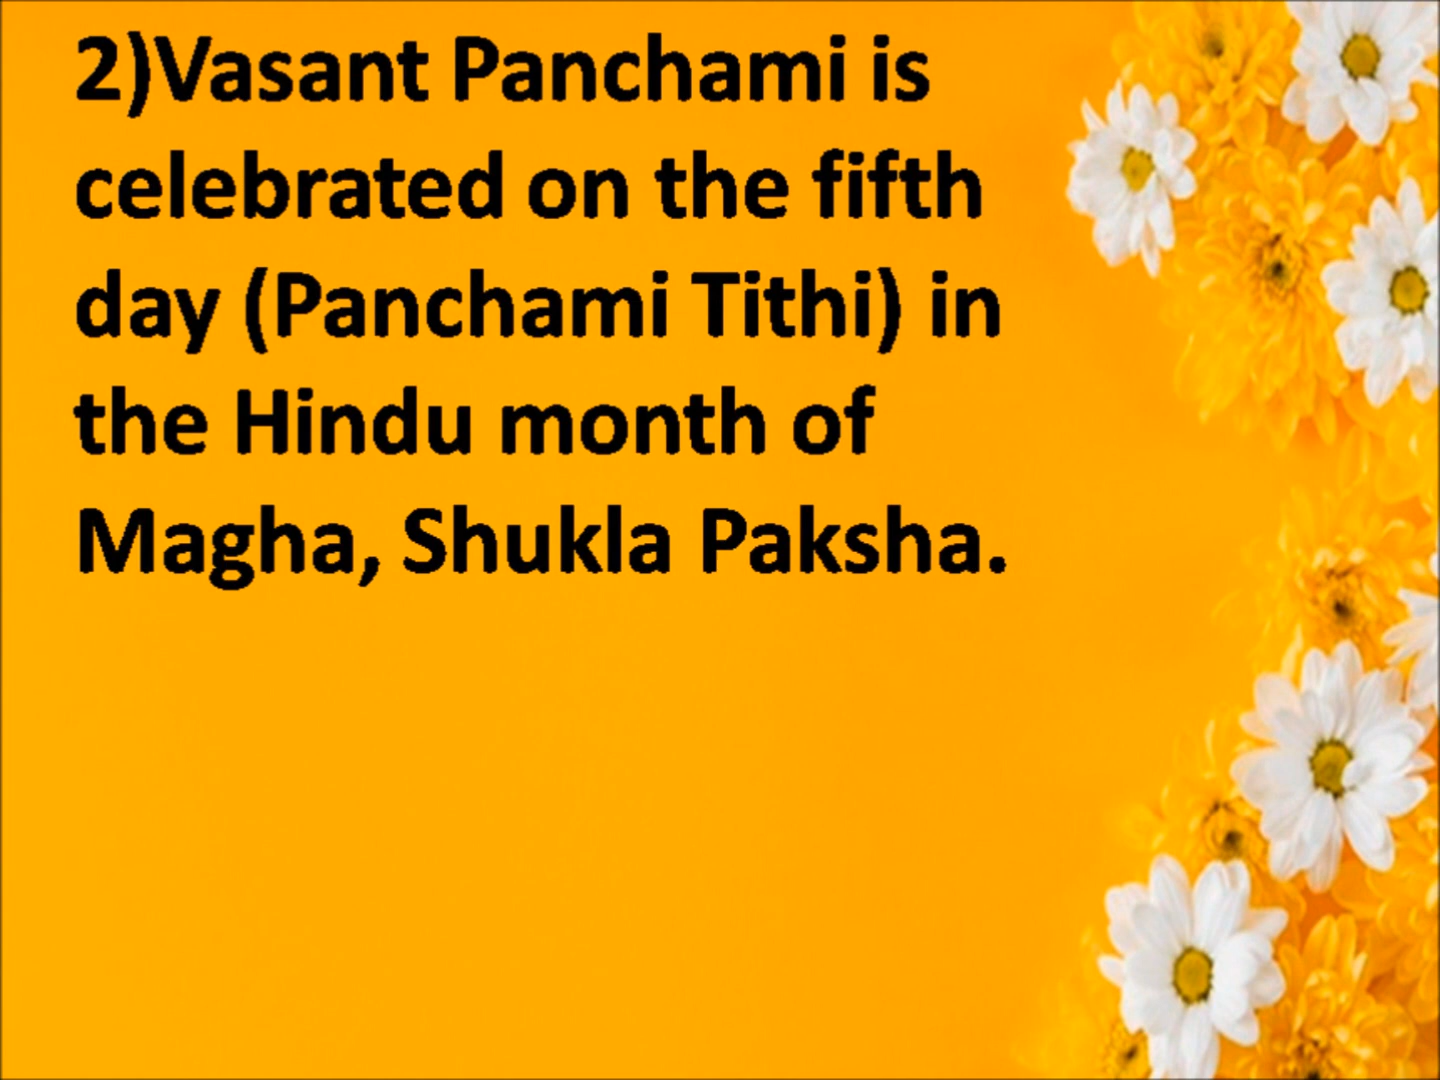 2)Vasant Panchami is
celebrated on the fifth
day (Panchami Tithi) in
the Hindu month of
Magha, Shukla Paksha.